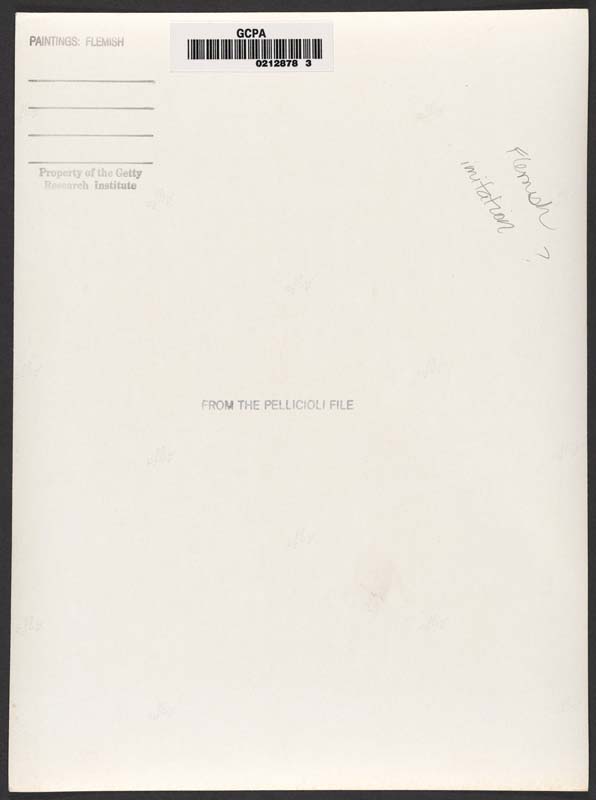 PAINTINGS: FLEMISH
GCPA
0212878 3
Property of the Getty
Research Institute
Flemish ?
imitation
FROM THE PELLICIOLI FILE